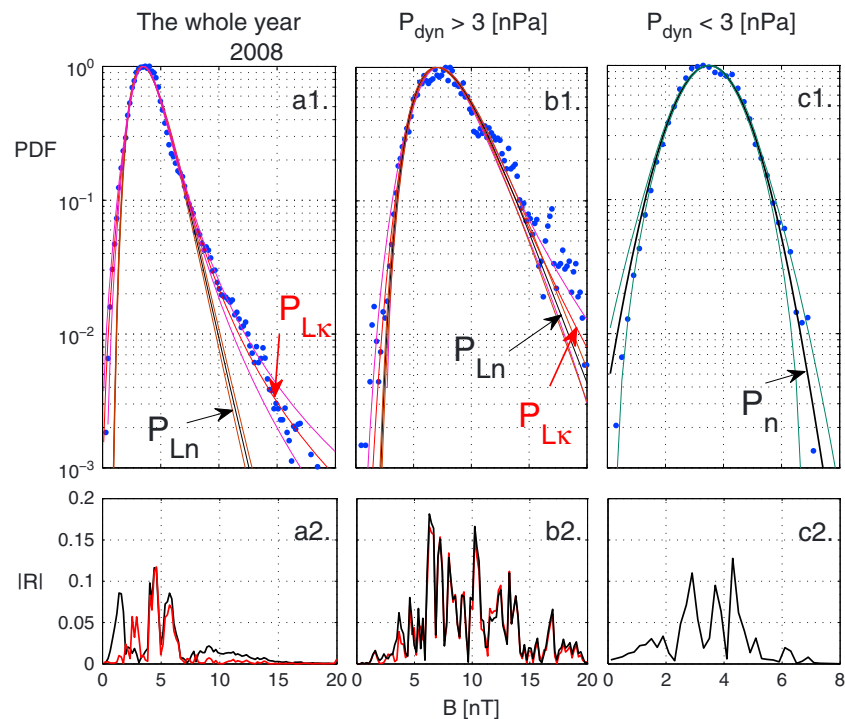 The whole year
2008
P_dyn > 3 [nPa]
P_dyn < 3 [nPa]
PDF
10^0
10^-1
10^-2
10^-3
a1.
P_Lκ
P_Ln
b1.
P_Ln
P_Lκ
c1.
P_n
|R|
0.2
0.15
0.1
0.05
0
a2.
b2.
c2.
0 5 10 15 20
0 5 10 15 20
0 2 4 6 8
B [nT]